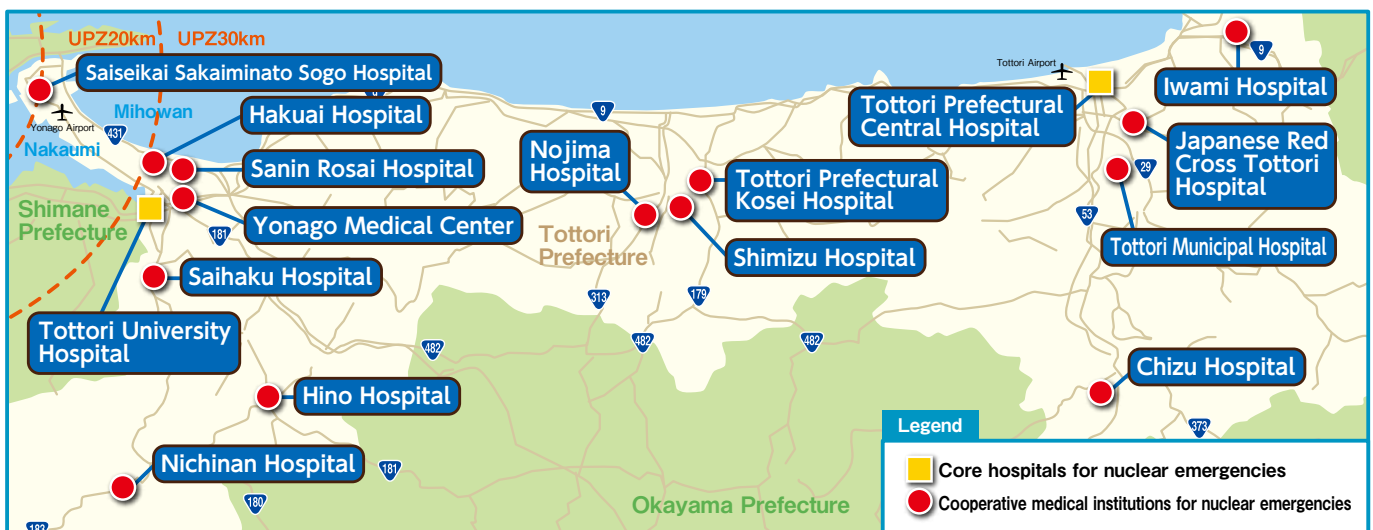 UPZ20km
UPZ30km
Saiseikai Sakaiminato Sogo Hospital
Yonago Airport
Mihowan
431
Nakaumi
Hakuai Hospital
Sanin Rosai Hospital
Shimane
Prefecture
Yonago Medical Center
181
Saihaku Hospital
Tottori University
Hospital
482
Hino Hospital
Nichinan Hospital
181
180
183
9
Nojima
Hospital
Tottori
Prefecture
Tottori Prefectural
Kosei Hospital
Shimizu Hospital
313
179
482
482
Okayama Prefecture
Tottori Airport
Tottori Prefectural
Central Hospital
9
Iwami Hospital
Japanese Red
Cross Tottori
Hospital
29
53
Tottori Municipal Hospital
Chizu Hospital
373
Legend
Core hospitals for nuclear emergencies
Cooperative medical institutions for nuclear emergencies